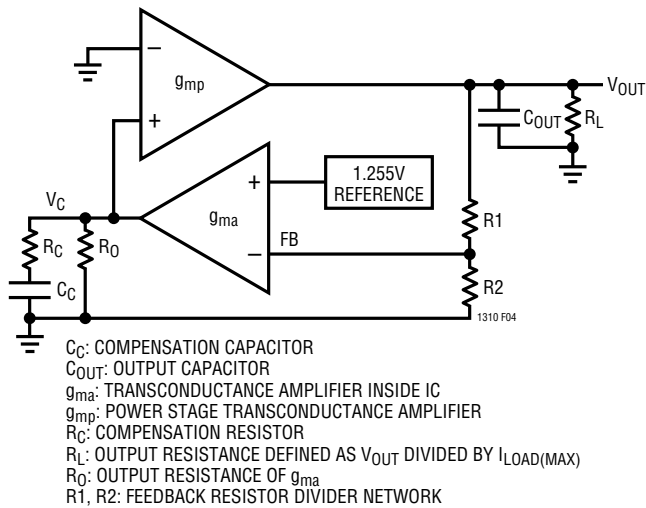 −
gmp
+
VOUT
COUT
RL
1.255V
REFERENCE
+
gma
FB
−
R1
VC
RC
RO
CC
R2
1310 F04
CC: COMPENSATION CAPACITOR
COUT: OUTPUT CAPACITOR
gma: TRANSCONDUCTANCE AMPLIFIER INSIDE IC
gmp: POWER STAGE TRANSCONDUCTANCE AMPLIFIER
RC: COMPENSATION RESISTOR
RL: OUTPUT RESISTANCE DEFINED AS VOUT DIVIDED BY ILOAD(MAX)
RO: OUTPUT RESISTANCE OF gma
R1, R2: FEEDBACK RESISTOR DIVIDER NETWORK